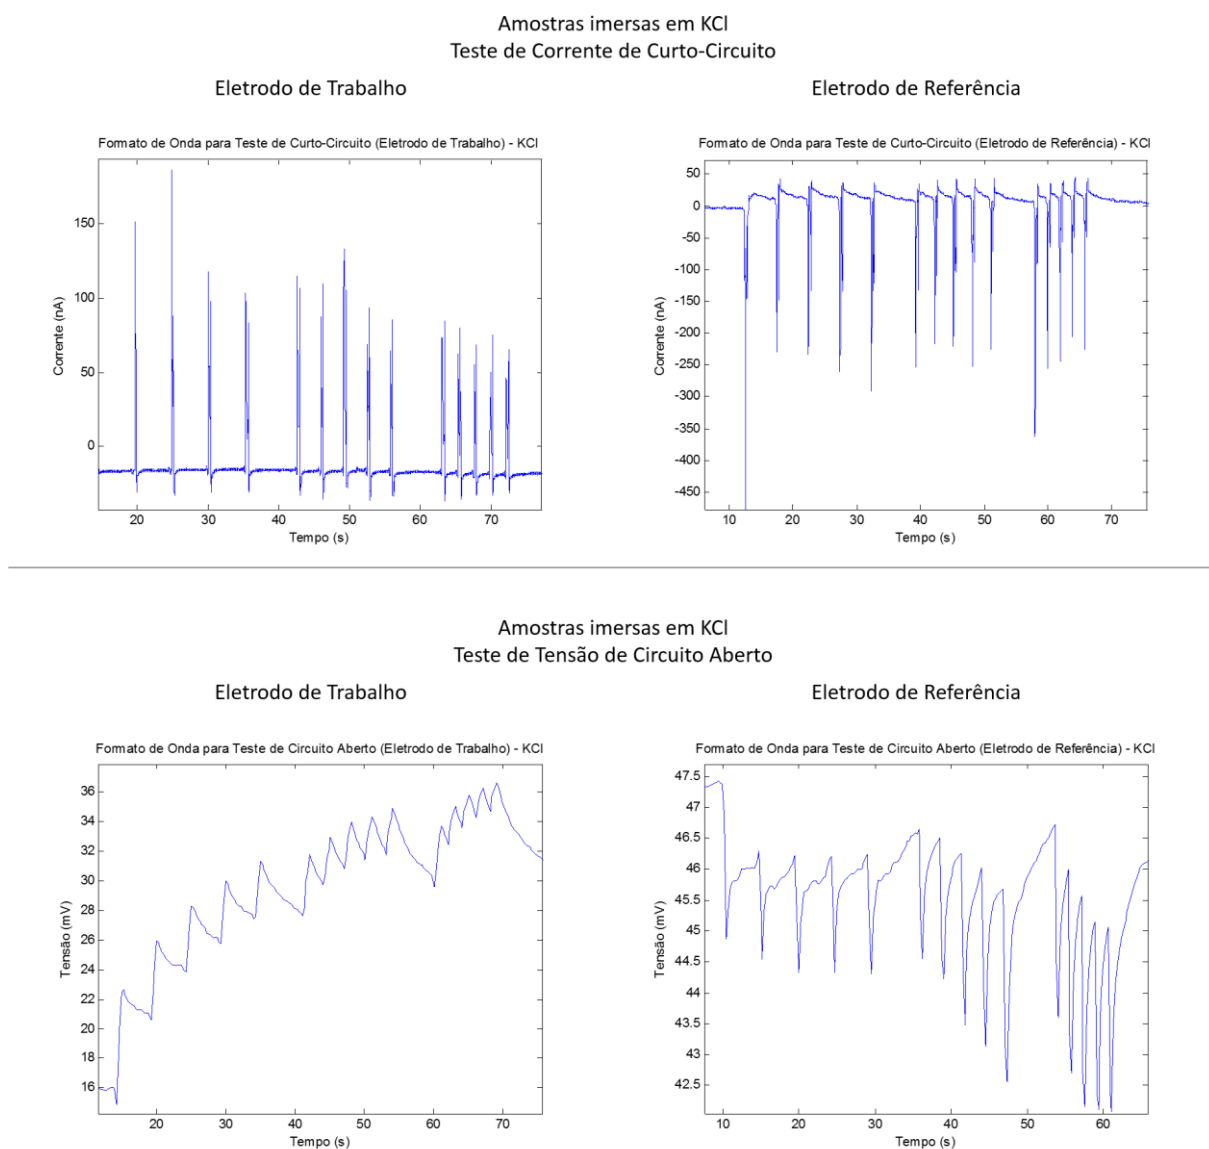 Amostras imersas em KCl
Teste de Corrente de Curto-Circuito
Eletrodo de Trabalho
Eletrodo de Referência
Formato de Onda para Teste de Curto-Circuito (Eletrodo de Trabalho) - KCl
150
100
50
0
Corrente (nA)
20 30 40 50 60 70
Tempo (s)
Formato de Onda para Teste de Curto-Circuito (Eletrodo de Referência) - KCl
50
0
-50
-100
-150
-200
-250
-300
-350
-400
-450
Corrente (nA)
10 20 30 40 50 60 70
Tempo (s)
Amostras imersas em KCl
Teste de Tensão de Circuito Aberto
Eletrodo de Trabalho
Eletrodo de Referência
Formato de Onda para Teste de Circuito Aberto (Eletrodo de Trabalho) - KCl
36
34
32
30
28
26
24
22
20
18
16
Tensão (mV)
20 30 40 50 60 70
Tempo (s)
Formato de Onda para Teste de Circuito Aberto (Eletrodo de Referência) - KCl
47.5
47
46.5
46
45.5
45
44.5
44
43.5
43
42.5
Tensão (mV)
10 20 30 40 50 60
Tempo (s)